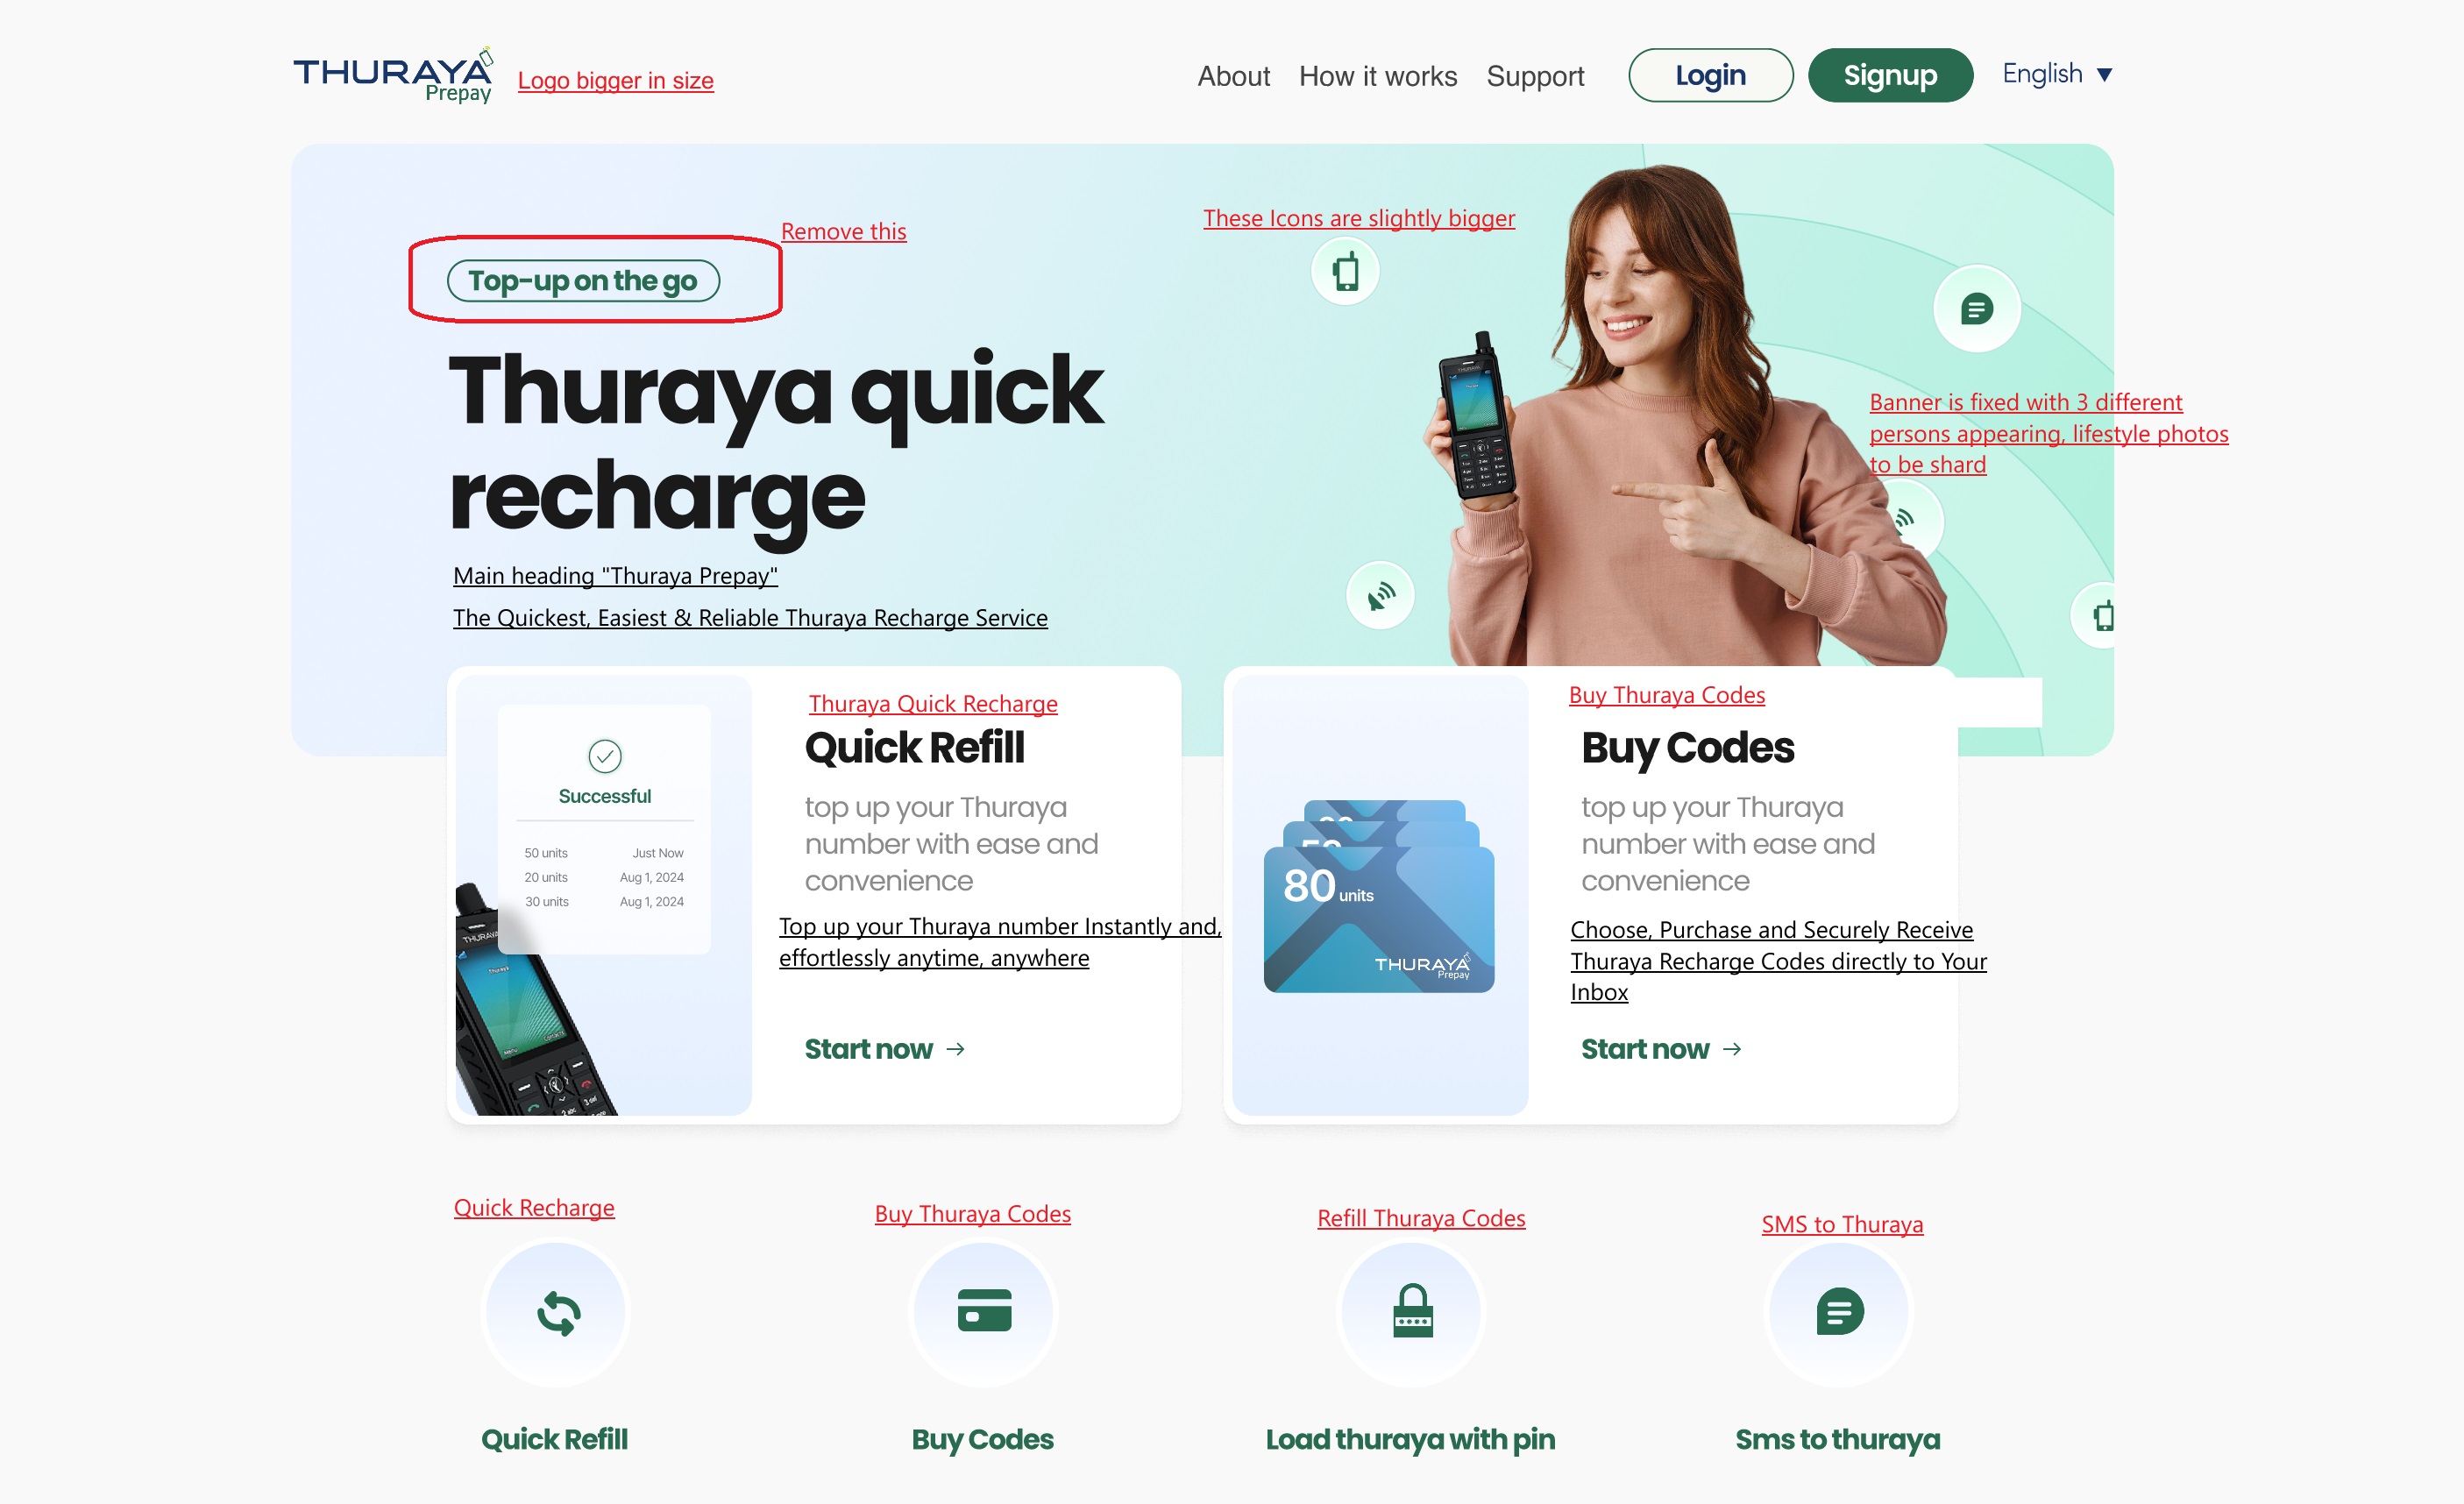 THURAYA
Prepay
Logo bigger in size
About
How it works
Support
Login
Signup
English
Remove this
These Icons are slightly bigger
Top-up on the go
Thuraya quick
recharge
Banner is fixed with 3 different
persons appearing, lifestyle photos
to be shard
Main heading "Thuraya Prepay"
The Quickest, Easiest & Reliable Thuraya Recharge Service
Thuraya Quick Recharge
Quick Refill
Successful
50 units Just Now
20 units Aug 1, 2024
30 units Aug 1, 2024
THURAYA
top up your Thuraya
number with ease and
convenience
Top up your Thuraya number Instantly and,
effortlessly anytime, anywhere
Start now
Buy Thuraya Codes
Buy Codes
80 units
THURAYA
Prepay
top up your Thuraya
number with ease and
convenience
Choose, Purchase and Securely Receive
Thuraya Recharge Codes directly to Your
Inbox
Start now
Quick Recharge
Buy Thuraya Codes
Refill Thuraya Codes
SMS to Thuraya
Quick Refill
Buy Codes
Load thuraya with pin
Sms to thuraya